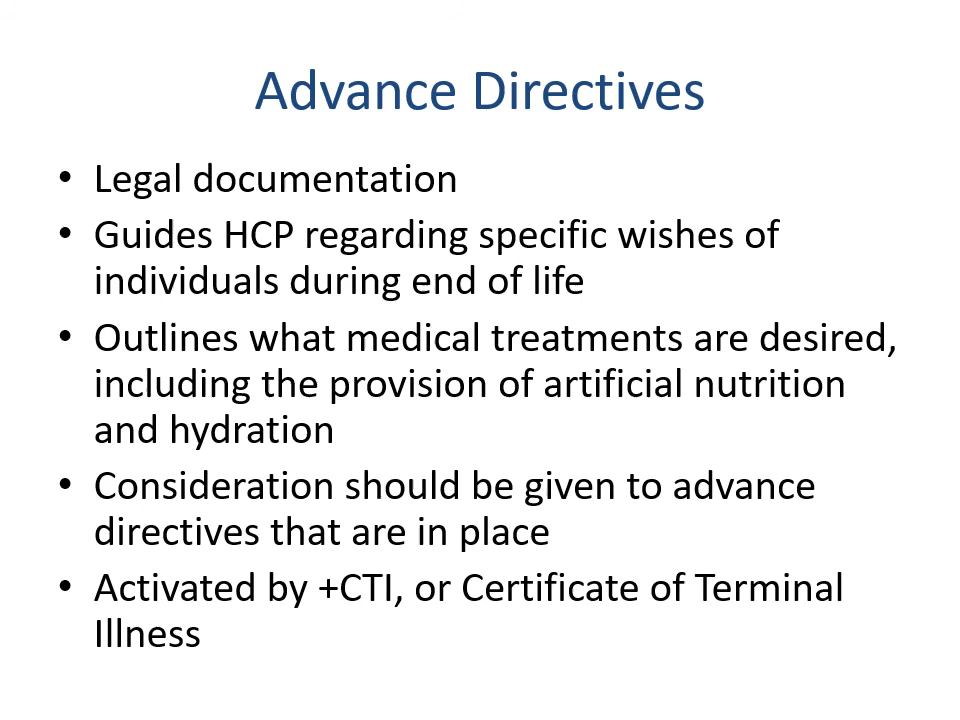 Advance Directives
• Legal documentation
• Guides HCP regarding specific wishes of
individuals during end of life
• Outlines what medical treatments are desired,
including the provision of artificial nutrition
and hydration
• Consideration should be given to advance
directives that are in place
• Activated by +CTI, or Certificate of Terminal
Illness